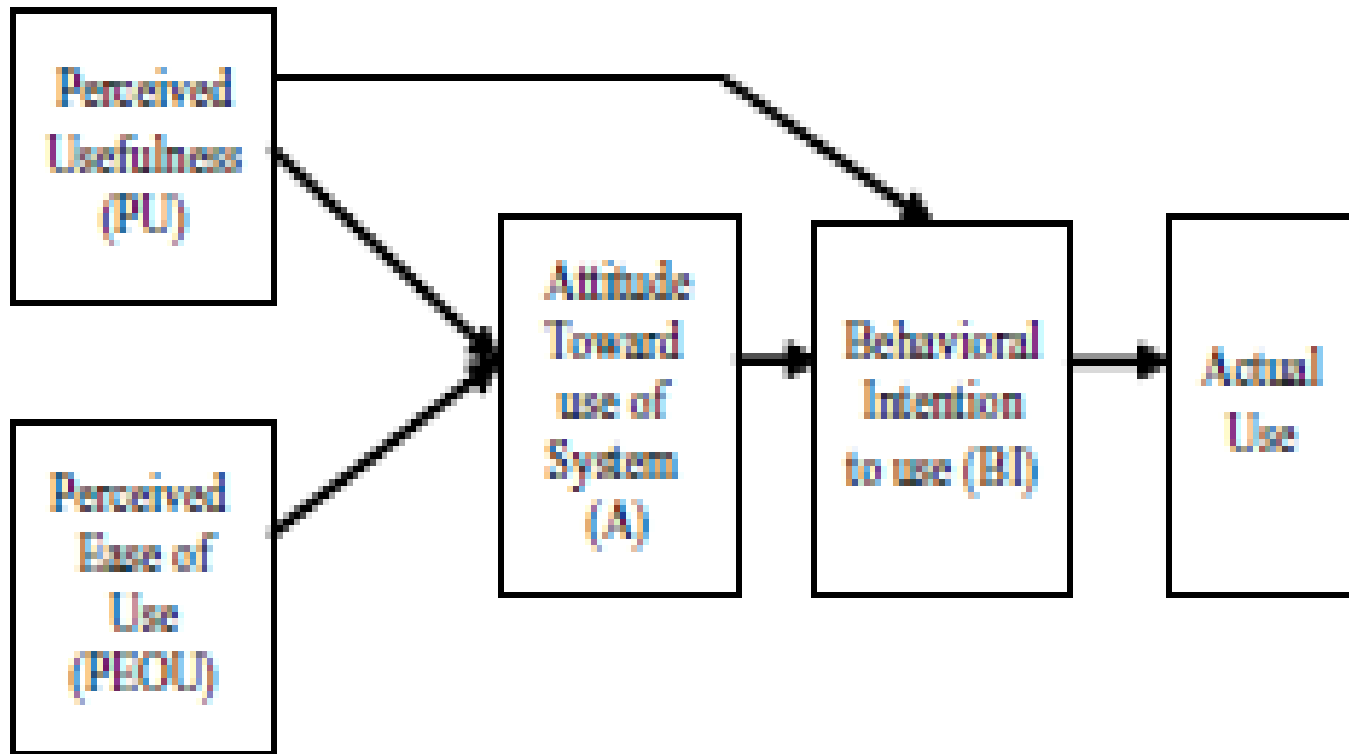 Perceived
Usefulness
(PU)
Perceived
Ease of
Use
(PEOU)
Attitude
Toward
use of
System
(A)
Behavioral
Intention
to use (BI)
Actual
Use